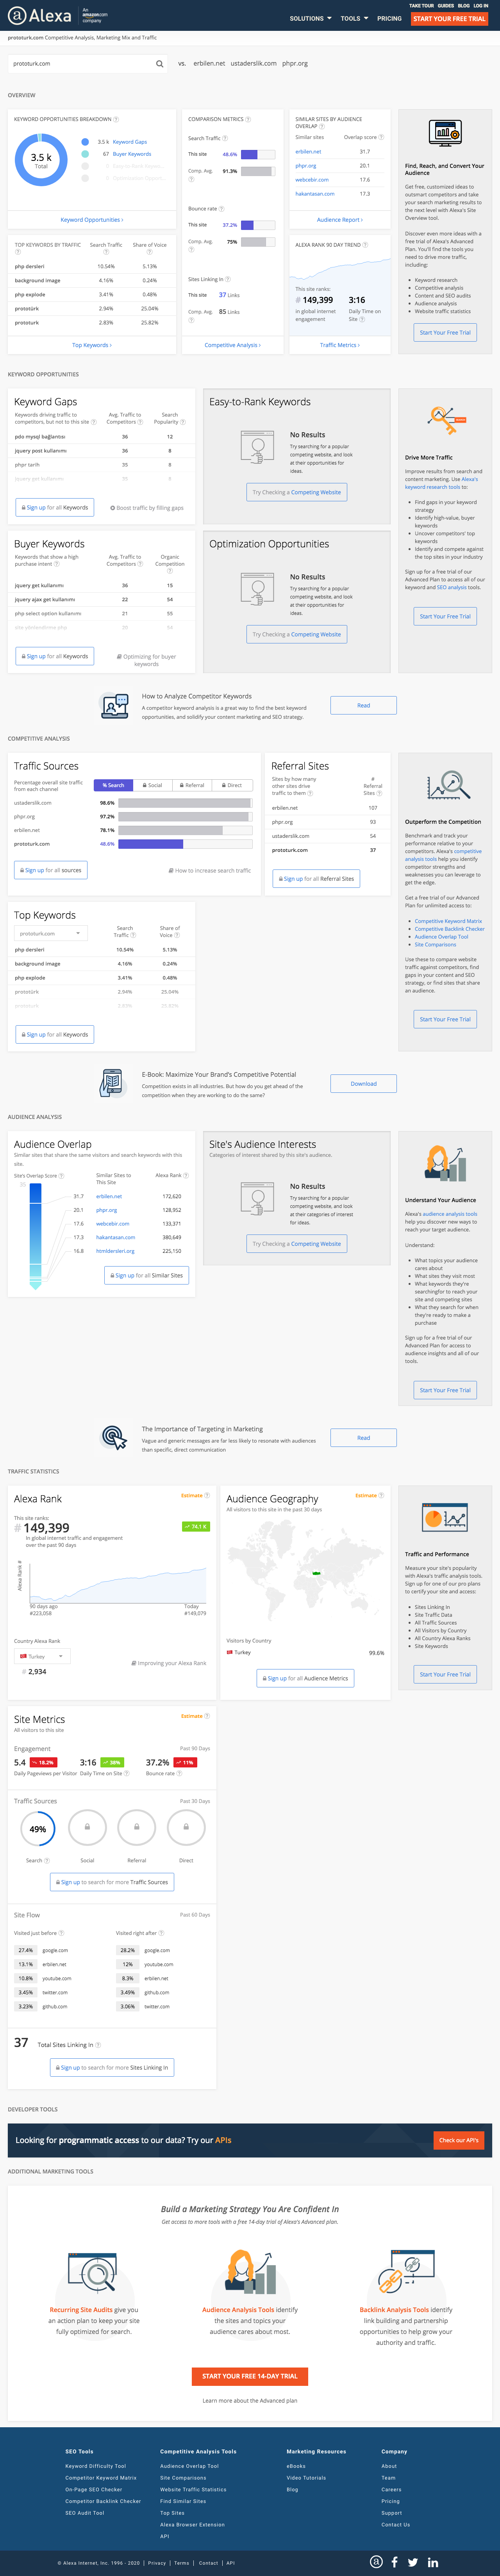 TAKE TOUR GUIDES BLOG LOG IN
Alexa
An amazon.com company
SOLUTIONS TOOLS PRICING START YOUR FREE TRIAL
prototurk.com Competitive Analysis, Marketing Mix and Traffic
prototurk.com vs. erbilen.net ustaderslik.com phpr.org
OVERVIEW
KEYWORD OPPORTUNITIES BREAKDOWN
3.5 k
Total
3.5 k Keyword Gaps
67 Buyer Keywords
Keyword Opportunities
COMPARISON METRICS
Search Traffic
This site 48.6%
Comp. Avg. 91.3%
Bounce rate
This site 37.2%
Comp. Avg. 75%
Sites Linking In
This site 37 Links
Comp. Avg. 85 Links
Competitive Analysis
SIMILAR SITES BY AUDIENCE
OVERLAP
Similar sites Overlap score
erbilen.net 31.7
phpr.org 20.1
webcebir.com 17.6
hakantasan.com 17.3
Audience Report
TOP KEYWORDS BY TRAFFIC Search Traffic Share of Voice
php dersleri 10.54% 5.13%
background image 4.16% 0.24%
php explode 3.41% 0.48%
prototürk 2.94% 25.04%
prototurk 2.83% 25.82%
Top Keywords
ALEXA RANK 90 DAY TREND
This site ranks:
# 149,399 3:16
in global internet engagement
Daily Time on Site
Traffic Metrics
Find, Reach, and Convert Your
Audience
Get free, customized ideas to
outsmart competitors and take
your search marketing results to
the next level with Alexa's Site
Overview tool.
Discover even more ideas with a
free trial of Alexa's Advanced
Plan. You'll find the tools you
need to drive more traffic,
including:
Keyword research
Competitive analysis
Content and SEO audits
Audience analysis
Website traffic statistics
Start Your Free Trial
KEYWORD OPPORTUNITIES
Keyword Gaps
Keywords driving traffic to
competitors, but not to this site
Avg. Traffic to Competitors
Search Popularity
pdo mysql bağlantısı 36 12
jquery post kullanımı 36 8
php tarih 35 8
Sign up for all Keywords
Boost traffic by filling gaps
Easy-to-Rank Keywords
No Results
Try searching for a popular
competing website, and look
at their opportunities for
ideas.
Try Checking a Competing Website
Buyer Keywords
Keywords that show a high
purchase intent
Avg. Traffic to Competitors
Organic Competition
jquery get kullanımı 36 15
jquery ajax get kullanımı 22 54
php select option kullanımı 21 55
Sign up for all Keywords
Optimizing for buyer
keywords
Optimization Opportunities
No Results
Try searching for a popular
competing website, and look
at their opportunities for
ideas.
Try Checking a Competing Website
Drive More Traffic
Improve results from search and
content marketing. Use Alexa's
keyword research tools to:
Find gaps in your keyword
strategy
Identify high-value, buyer
keywords
Uncover competitors' top
keywords
Identify and compete against
the top sites in your industry
Sign up for a free trial of our
Advanced Plan to access all of our
keyword and SEO analysis tools.
Start Your Free Trial
How to Analyze Competitor Keywords
A competitor keyword analysis is a great way to find the best keyword
opportunities, and solidify your content marketing and SEO strategy.
Read
COMPETITIVE ANALYSIS
Traffic Sources
Percentage overall site traffic
from each channel
% Search Social Referral Direct
ustaderslik.com 98.6%
phpr.org 97.2%
erbilen.net 78.1%
prototurk.com 48.6%
Sign up for all sources
How to increase search traffic
Referral Sites
Sites by how many
other sites drive
traffic to them
# Referral Sites
erbilen.net 107
phpr.org 93
ustaderslik.com 54
prototurk.com 37
Sign up for all Referral Sites
Top Keywords
prototurk.com
Search Traffic
Share of Voice
php dersleri 10.54% 5.13%
background image 4.16% 0.24%
php explode 3.41% 0.48%
prototürk 2.94% 25.04%
Sign up for all Keywords
Outperform the Competition
Benchmark and track your
performance relative to your
competitors. Alexa's competitive
analysis tools help you identify
competitor strengths and
weaknesses you can leverage to
get the edge.
Get a free trial of our Advanced
Plan for unlimited access to:
Competitive Keyword Matrix
Competitive Backlink Checker
Audience Overlap Tool
Site Comparisons
Use these to compare website
traffic against competitors, find
gaps in your content and SEO
strategy, or find sites that share
an audience.
Start Your Free Trial
E-Book: Maximize Your Brand's Competitive Potential
Competition exists in all industries. But how do you get ahead of the
competition when they are working to do the same?
Download
AUDIENCE ANALYSIS
Audience Overlap
Similar sites that share the same visitors and search keywords with this
site.
Site's Overlap Score
Similar Sites to This Site
Alexa Rank
31.7 erbilen.net 172,620
20.1 phpr.org 128,952
17.6 webcebir.com 133,371
17.3 hakantasan.com 380,649
16.8 htmldersleri.org 225,150
Sign up for all Similar Sites
Site's Audience Interests
Categories of interest shared by this site's audience.
No Results
Try searching for a popular
competing website, and look
at their categories of interest
for ideas.
Try Checking a Competing Website
Understand Your Audience
Alexa's audience analysis tools
help you discover new ways to
reach your target audience.
Understand:
What topics your audience
cares about
What sites they visit most
What keywords they're
searchingfor to reach your
site and competing sites
What they search for when
they're ready to make a
purchase
Sign up for a free trial of our
Advanced Plan for access to
audience insights and all of our
tools.
Start Your Free Trial
The Importance of Targeting in Marketing
Vague and generic messages are far less likely to resonate with audiences
than specific, direct communication
Read
TRAFFIC STATISTICS
Alexa Rank
Estimate
This site ranks:
# 149,399
74.1 K
In global internet traffic and engagement
over the past 90 days
Alexa Rank #
90 days ago Today
#223,058 #149,079
Country Alexa Rank
Turkey
# 2,934
Improving your Alexa Rank
Audience Geography
Estimate
All visitors to this site in the past 30 days
Visitors by Country
Turkey 99.6%
Sign up for all Audience Metrics
Traffic and Performance
Measure your site's popularity
with Alexa's traffic analysis tools.
Sign up for one of our pro plans
to certify your site and access:
Sites Linking In
Site Traffic Data
All Traffic Sources
All Visitors by Country
All Country Alexa Ranks
Site Keywords
Start Your Free Trial
Site Metrics
Estimate
All visitors to this site
Engagement Past 90 Days
5.4 18.2% 3:16 38% 37.2% 11%
Daily Pageviews per Visitor Daily Time on Site Bounce rate
Traffic Sources Past 30 Days
49%
Search Social Referral Direct
Sign up to search for more Traffic Sources
Site Flow Past 60 Days
Visited just before Visited right after
27.4% google.com 28.2% google.com
13.1% erbilen.net 12% youtube.com
10.8% youtube.com 8.3% erbilen.net
3.45% twitter.com 3.49% github.com
3.23% github.com 3.06% twitter.com
37 Total Sites Linking In
Sign up to search for more Sites Linking In
DEVELOPER TOOLS
Looking for programmatic access to our data? Try our APIs
Check our API's
ADDITIONAL MARKETING TOOLS
Build a Marketing Strategy You Are Confident In
Get access to more tools with a free 14-day trial of Alexa's Advanced plan.
Recurring Site Audits give you
an action plan to keep your site
fully optimized for search.
Audience Analysis Tools identify
the sites and topics your
audience cares about most.
Backlink Analysis Tools identify
link building and partnership
opportunities to help grow your
authority and traffic.
START YOUR FREE 14-DAY TRIAL
Learn more about the Advanced plan
SEO Tools
Keyword Difficulty Tool
Competitor Keyword Matrix
On-Page SEO Checker
Competitor Backlink Checker
SEO Audit Tool
Competitive Analysis Tools
Audience Overlap Tool
Site Comparisons
Website Traffic Statistics
Find Similar Sites
Top Sites
Alexa Browser Extension
API
Marketing Resources
eBooks
Video Tutorials
Blog
Company
About
Team
Careers
Pricing
Support
Contact Us
© Alexa Internet, Inc. 1996 - 2020 | Privacy | Terms | Contact | API